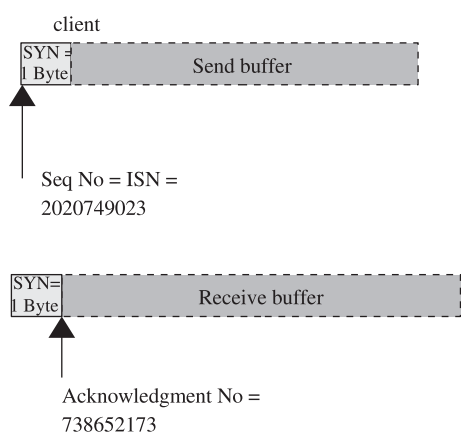 client
SYN =
1 Byte
Send buffer
Seq No = ISN =
2020749023
SYN=
1 Byte
Receive buffer
Acknowledgment No =
738652173